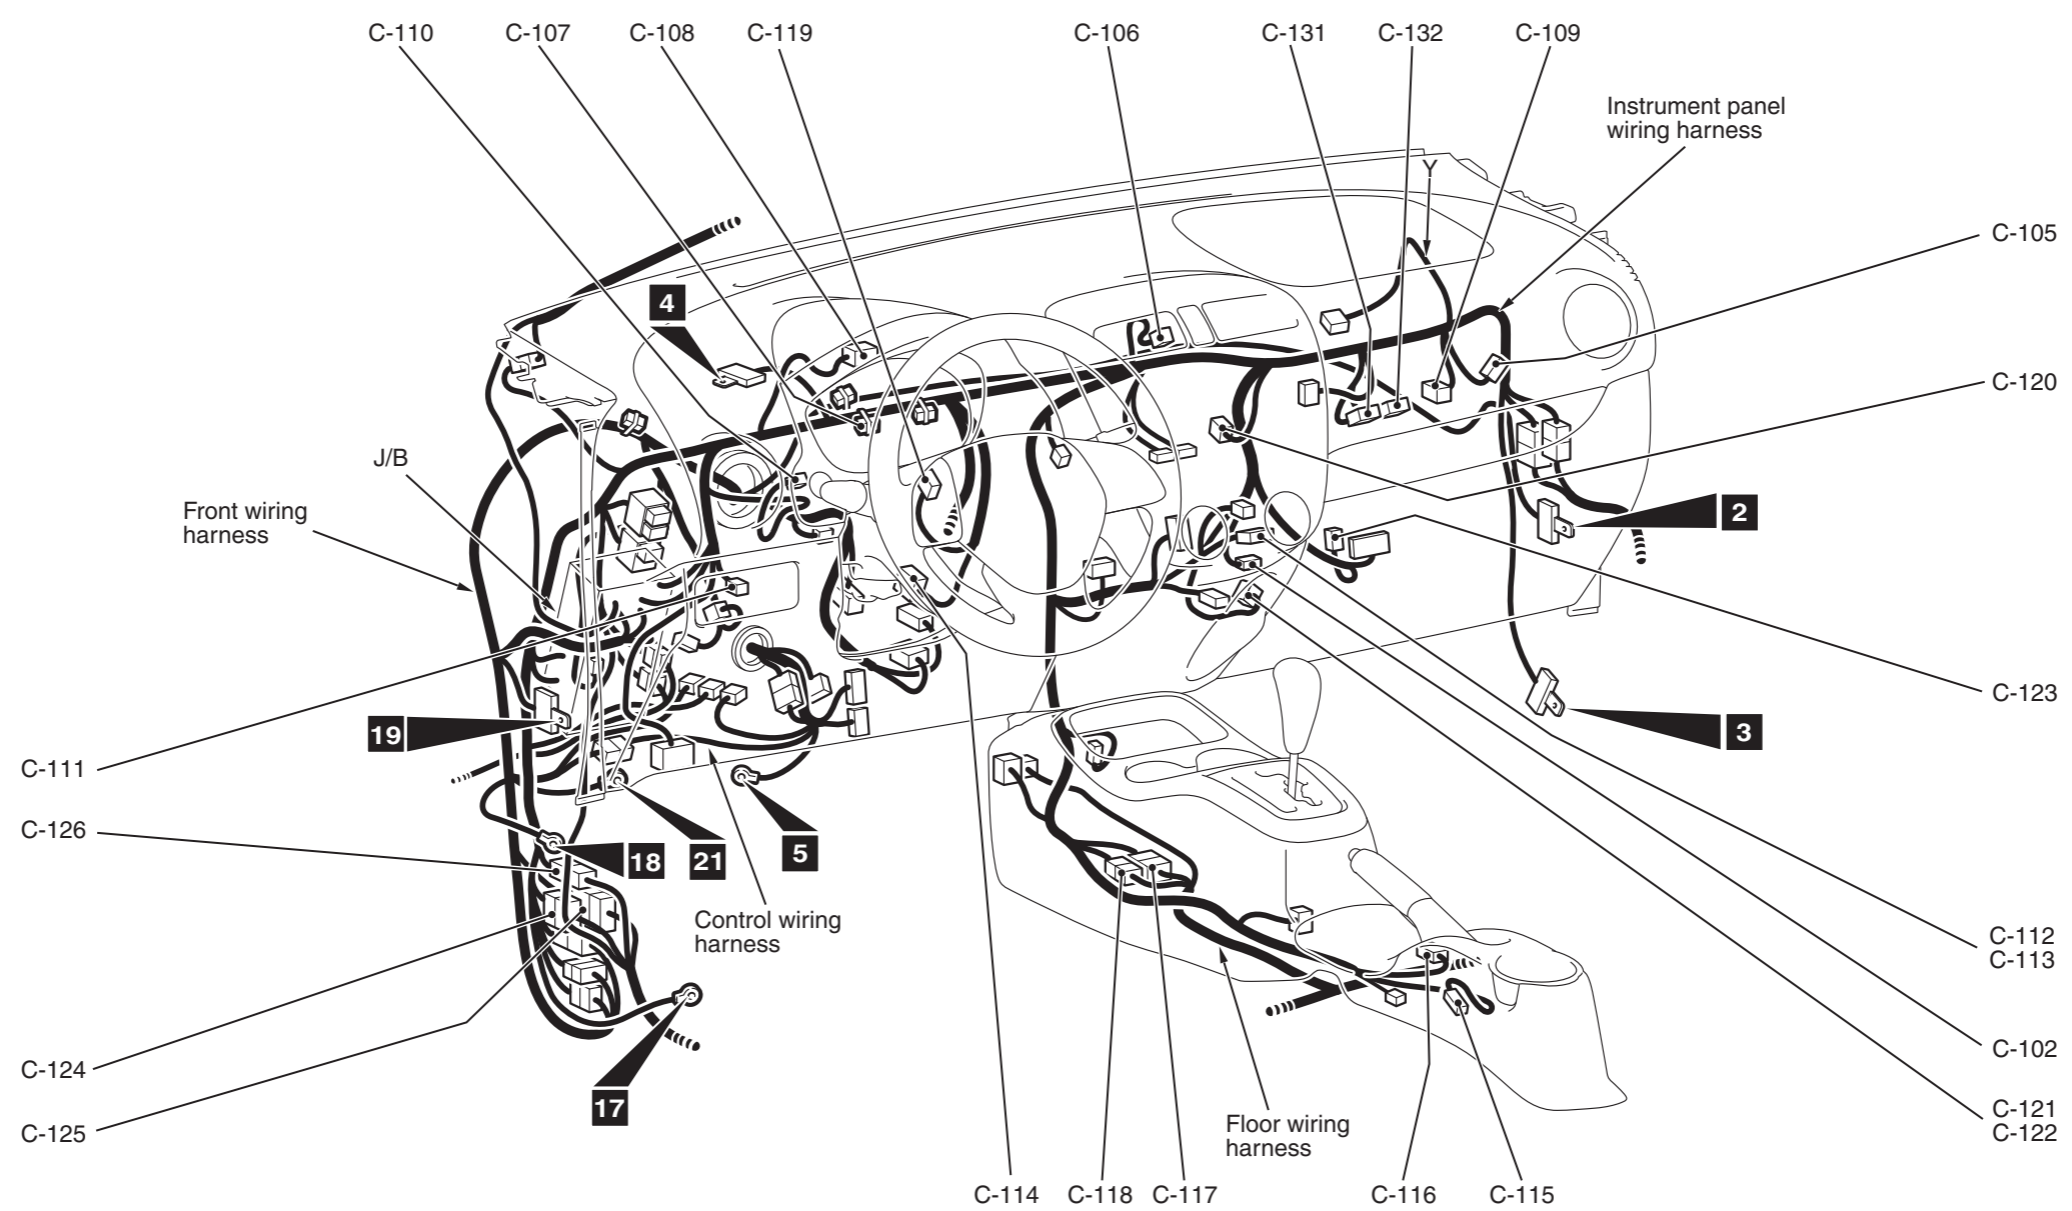 C-110
C-107
C-108
C-119
C-106
C-131
C-132
C-109
Instrument panel
wiring harness
Y
C-105
4
C-120
J/B
Front wiring
harness
2
C-123
3
19
C-111
C-126
18
21
5
Control wiring
harness
C-112
C-113
C-102
C-124
C-125
17
C-121
C-122
Floor wiring
harness
C-114
C-118
C-117
C-116
C-115